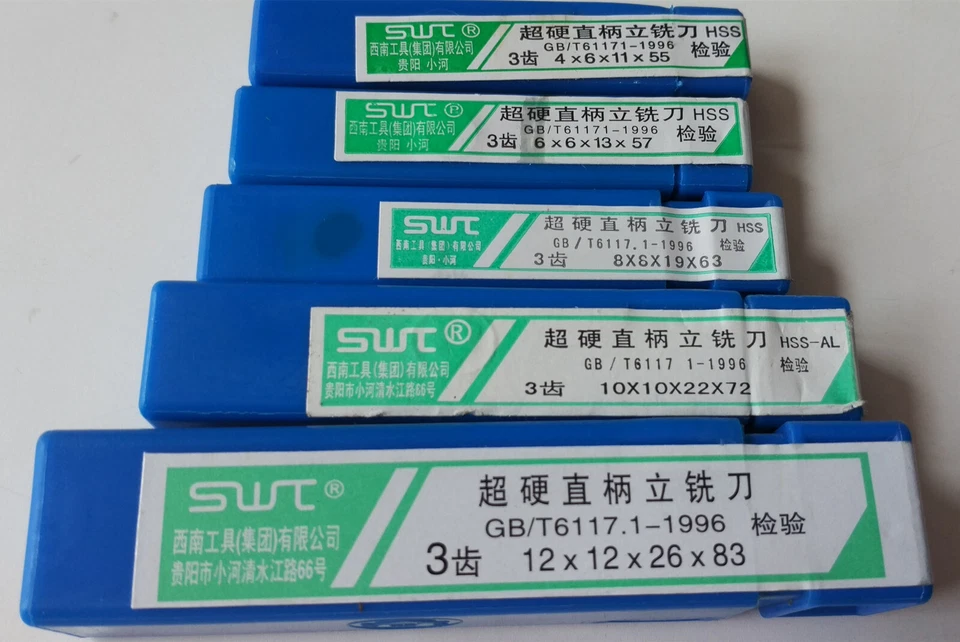 SWT®
西南工具(集团)有限公司
贵阳 小河
超硬直柄立铣刀 HSS
GB/T61171-1996
3齿 4×6×11×55 检验
SWT Ⓟ
西南工具(集团)有限公司
贵阳 小河
超硬直柄立铣刀 HSS
GB/T61171-1996
3齿 6×6×13×57 检验
SWT
西南工具(集团)有限公司
贵阳·小河
超硬直柄立铣刀 HSS
GB/T6117.1-1996 检验
3齿 8X8X19X63
SWT®
西南工具(集团)有限公司
贵阳市小河清水江路66号
超硬直柄立铣刀 HSS-AL
GB/T6117 1-1996 检验
3齿 10X10X22X72
SWT®
西南工具(集团)有限公司
贵阳市小河清水江路66号
超硬直柄立铣刀
GB/T6117.1-1996 检验
3齿 12×12×26×83